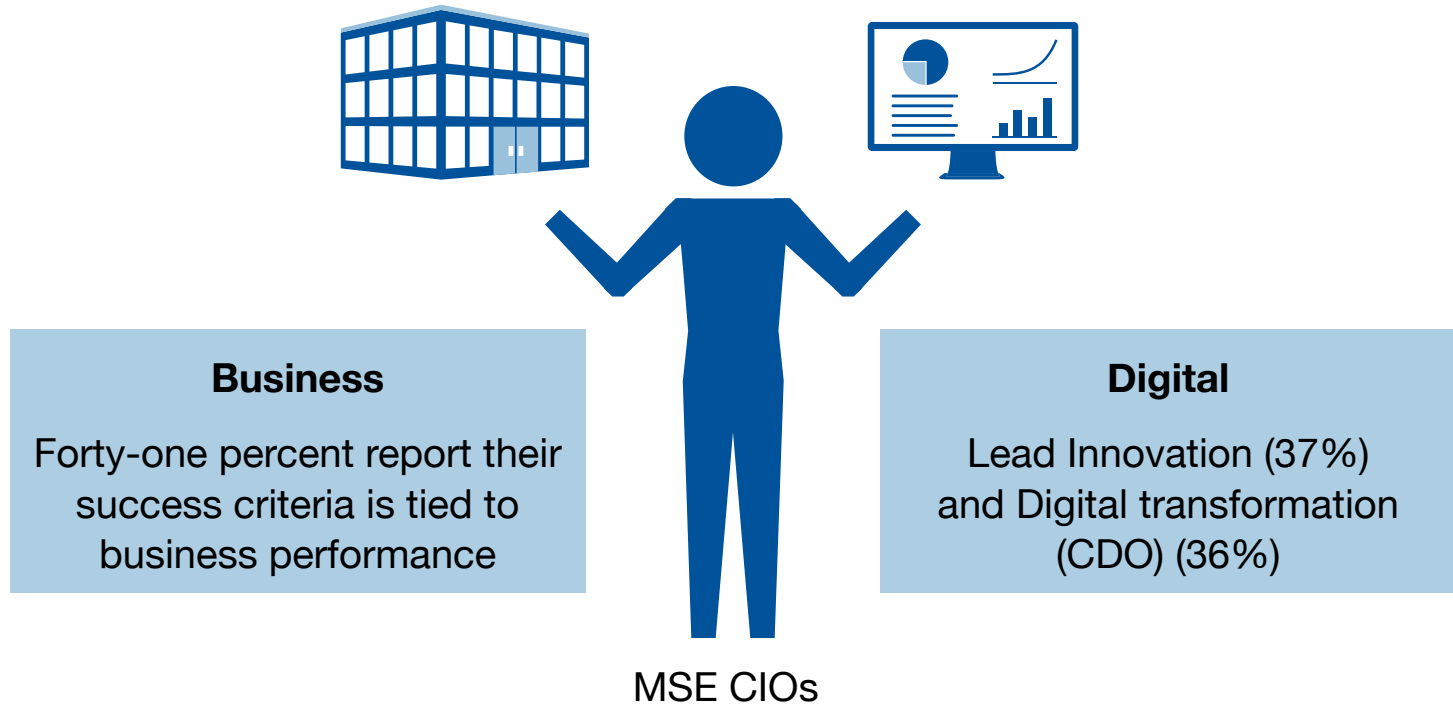 Business
Forty-one percent report their
success criteria is tied to
business performance
Digital
Lead Innovation (37%)
and Digital transformation
(CDO) (36%)
MSE CIOs